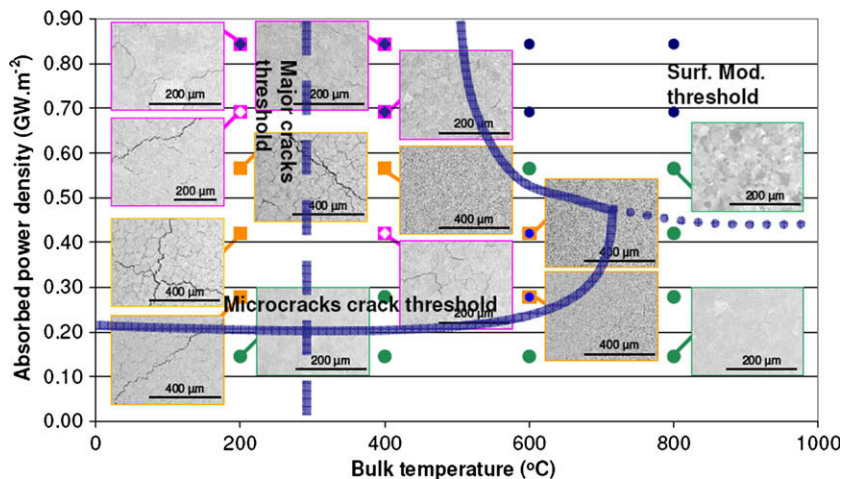 0.90
0.80
0.70
0.60
0.50
0.40
0.30
0.20
0.10
0.00
Absorbed power density (GW.m-2)
200 µm
200 µm
200 µm
Major cracks
threshold
Surf. Mod.
threshold
200 µm
400 µm
400 µm
200 µm
400 µm
400 µm
Microcracks crack threshold
200 µm
400 µm
200 µm
400 µm
200 µm
0
200
400
600
800
1000
Bulk temperature (oC)